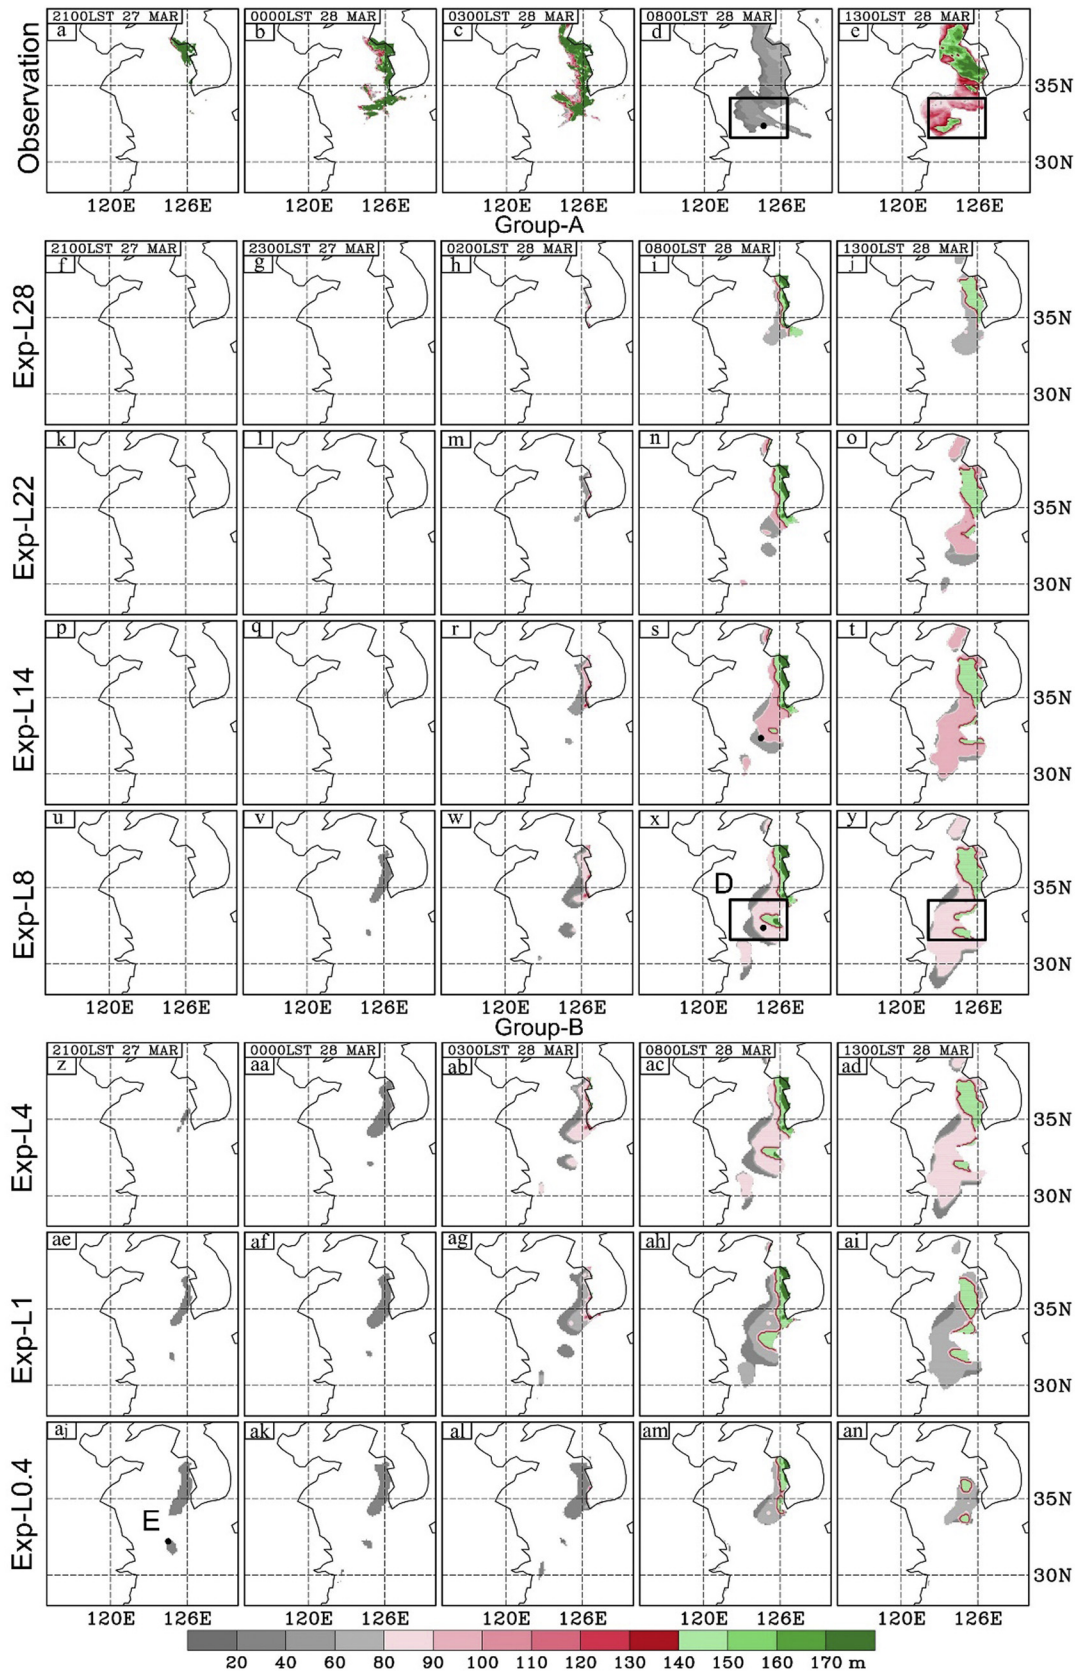 Observation
2100LST 27 MAR
0000LST 28 MAR
0300LST 28 MAR
0800LST 28 MAR
1300LST 28 MAR
a
b
c
d
e
35N
30N
120E 126E 120E 126E 120E 126E 120E 126E 120E 126E
Group-A
Exp-L28
2100LST 27 MAR
2300LST 27 MAR
0200LST 28 MAR
0800LST 28 MAR
1300LST 28 MAR
f
g
h
i
j
35N
30N
Exp-L22
k
l
m
n
o
35N
30N
Exp-L14
p
q
r
s
t
35N
30N
Exp-L8
u
v
w
x
y
D
35N
30N
120E 126E 120E 126E 120E 126E 120E 126E 120E 126E
Group-B
Exp-L4
2100LST 27 MAR
0000LST 28 MAR
0300LST 28 MAR
0800LST 28 MAR
1300LST 28 MAR
z
aa
ab
ac
ad
35N
30N
Exp-L1
ae
af
ag
ah
ai
35N
30N
Exp-L0.4
aj
ak
al
am
an
E
35N
30N
120E 126E 120E 126E 120E 126E 120E 126E 120E 126E
20 40 60 80 90 100 110 120 130 140 150 160 170 m